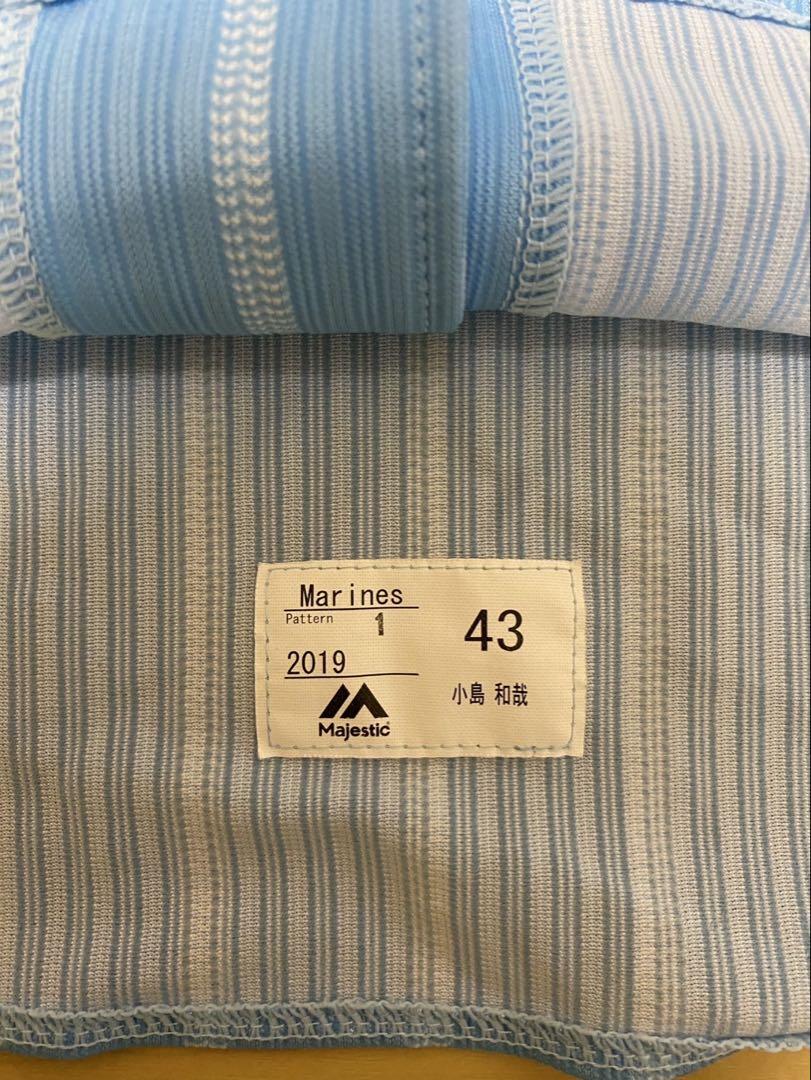 Marines
Pattern 1
2019
Majestic
43
小島 和哉